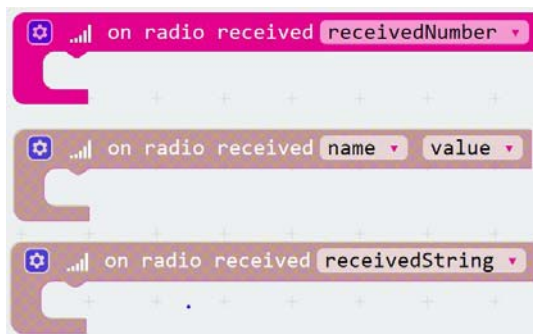 on radio received receivedNumber
on radio received name value
on radio received receivedString